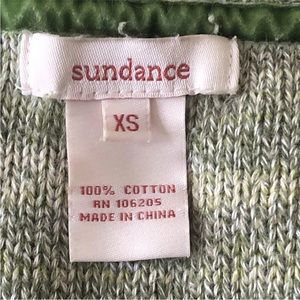 sundance
XS
100% COTTON
RN 106205
MADE IN CHINA